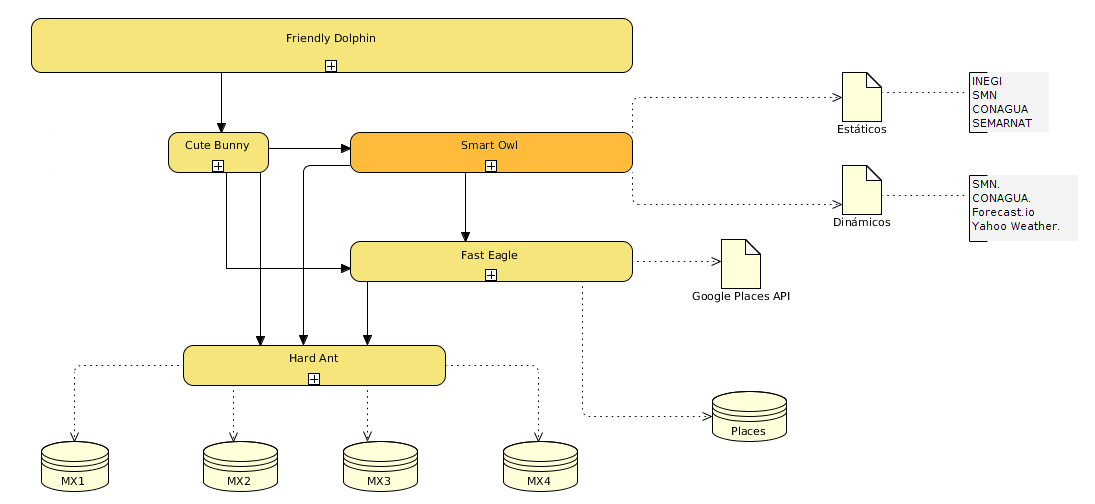 Friendly Dolphin
INEGI
SMN
CONAGUA
SEMARNAT
Estáticos
Cute Bunny
Smart Owl
SMN.
CONAGUA.
Forecast.io
Yahoo Weather.
Dinámicos
Fast Eagle
Google Places API
Hard Ant
Places
MX1
MX2
MX3
MX4